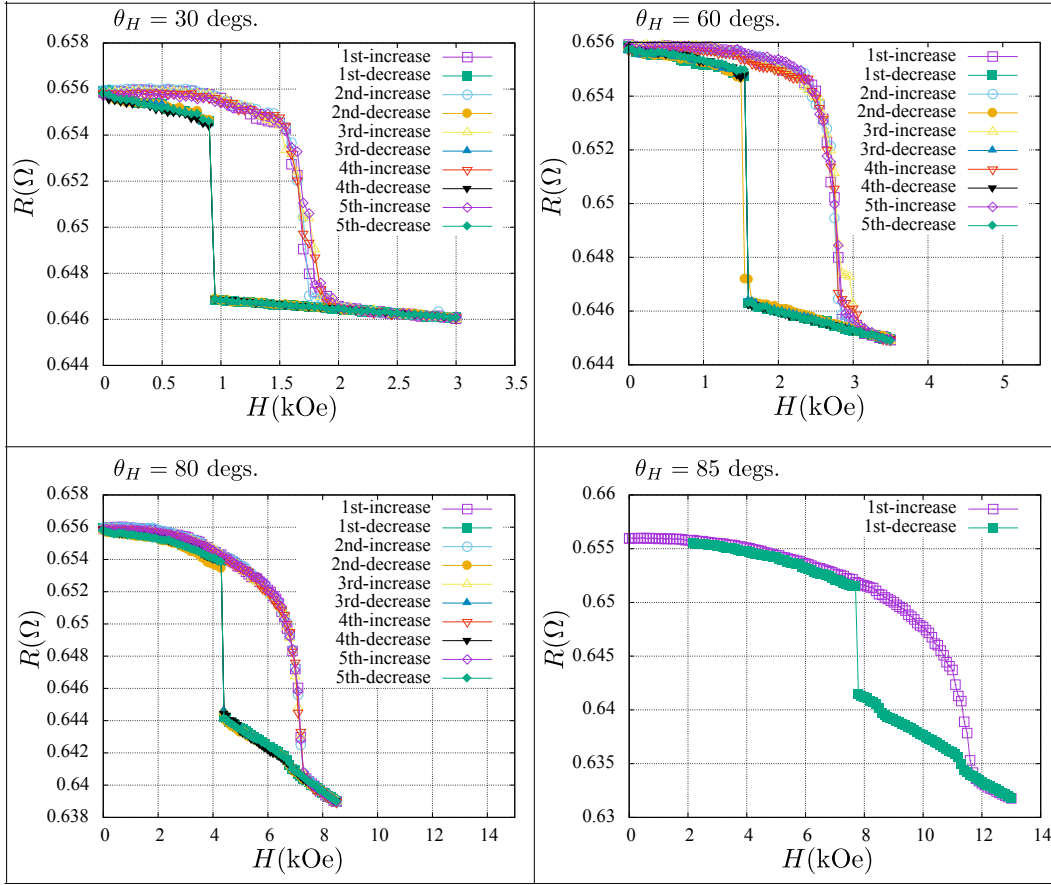 θ_H = 30 degs.
0.658
0.656
0.654
0.652
0.65
0.648
0.646
0.644
R(Ω)
0 0.5 1 1.5 2 2.5 3 3.5
H(kOe)
1st-increase
1st-decrease
2nd-increase
2nd-decrease
3rd-increase
3rd-decrease
4th-increase
4th-decrease
5th-increase
5th-decrease
θ_H = 60 degs.
0.656
0.654
0.652
0.65
0.648
0.646
0.644
R(Ω)
0 1 2 3 4 5
H(kOe)
1st-increase
1st-decrease
2nd-increase
2nd-decrease
3rd-increase
3rd-decrease
4th-increase
4th-decrease
5th-increase
5th-decrease
θ_H = 80 degs.
0.658
0.656
0.654
0.652
0.65
0.648
0.646
0.644
0.642
0.64
0.638
R(Ω)
0 2 4 6 8 10 12 14
H(kOe)
1st-increase
1st-decrease
2nd-increase
2nd-decrease
3rd-increase
3rd-decrease
4th-increase
4th-decrease
5th-increase
5th-decrease
θ_H = 85 degs.
0.66
0.655
0.65
0.645
0.64
0.635
0.63
R(Ω)
0 2 4 6 8 10 12 14
H(kOe)
1st-increase
1st-decrease